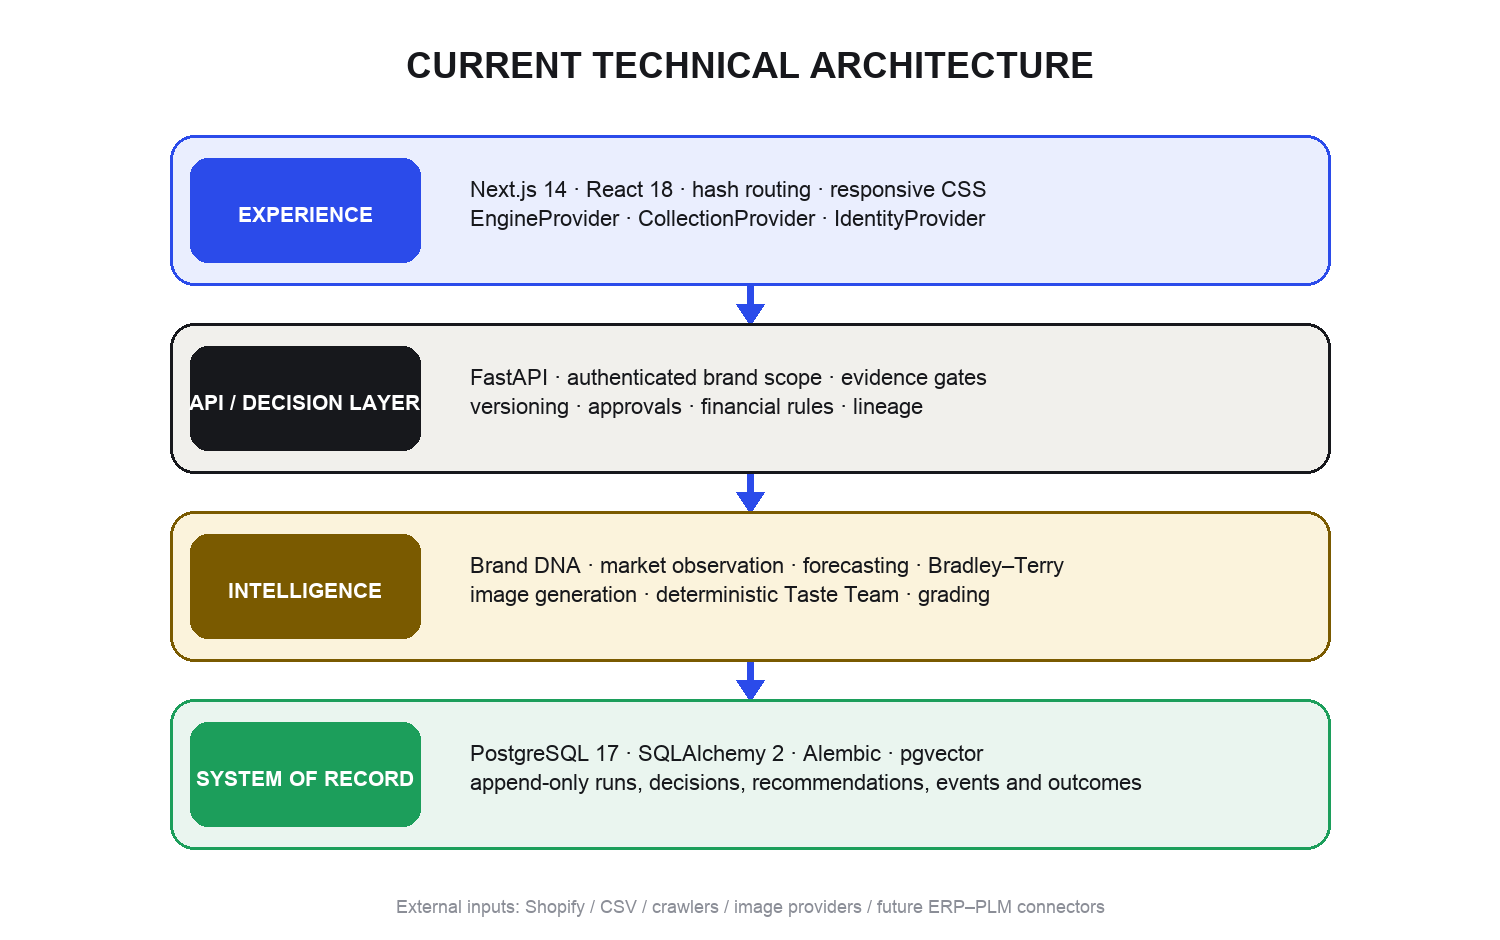 CURRENT TECHNICAL ARCHITECTURE
EXPERIENCE
Next.js 14 · React 18 · hash routing · responsive CSS
EngineProvider · CollectionProvider · IdentityProvider
API / DECISION LAYER
FastAPI · authenticated brand scope · evidence gates
versioning · approvals · financial rules · lineage
INTELLIGENCE
Brand DNA · market observation · forecasting · Bradley–Terry
image generation · deterministic Taste Team · grading
SYSTEM OF RECORD
PostgreSQL 17 · SQLAlchemy 2 · Alembic · pgvector
append-only runs, decisions, recommendations, events and outcomes
External inputs: Shopify / CSV / crawlers / image providers / future ERP–PLM connectors